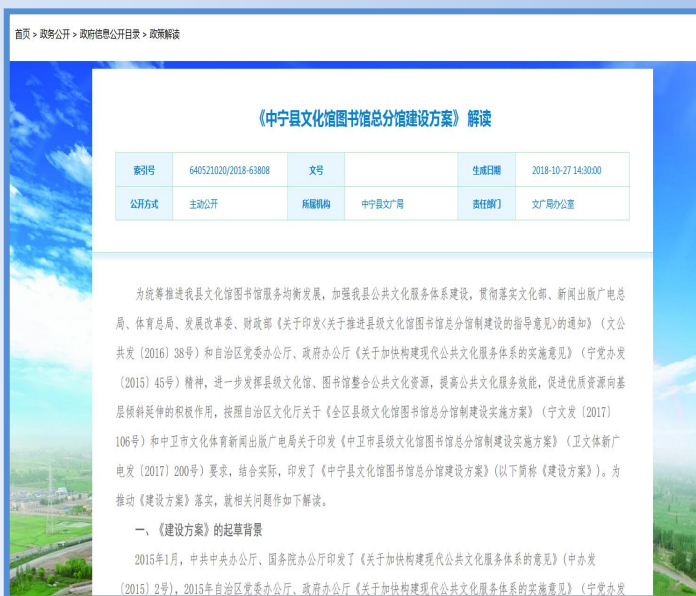 首页 > 政务公开 > 政府信息公开目录 > 政策解读
《中宁县文化馆图书馆总分馆建设方案》 解读
索引号 640521020/2018-63808 文号 生成日期 2018-10-27 14:30:00
公开方式 主动公开 所属机构 中宁县文广局 责任部门 文广局办公室
为统筹推进我县文化馆图书馆服务均衡发展，加强我县公共文化服务体系建设，贯彻落实文化部、新闻出版广电总
局、体育总局、发展改革委、财政部《关于印发<关于推进县级文化馆图书馆总分馆制建设的指导意见>的通知》（文公
共发〔2016〕38号）和自治区党委办公厅、政府办公厅《关于加快构建现代公共文化服务体系的实施意见》（宁党办发
〔2015〕45号）精神，进一步发挥县级文化馆、图书馆整合公共文化资源，提高公共文化服务效能，促进优质资源向基
层倾斜延伸的积极作用，按照自治区文化厅关于《全区县级文化馆图书馆总分馆制建设实施方案》（宁文发〔2017〕
106号）和中卫市文化体育新闻出版广电局关于印发《中卫市县级文化馆图书馆总分馆制建设实施方案》（卫文体新广
电发〔2017〕200号）要求，结合实际，印发了《中宁县文化馆图书馆总分馆建设方案》(以下简称《建设方案》)。为
推动《建设方案》落实，就相关问题作如下解读。
一、《建设方案》的起草背景
2015年1月，中共中央办公厅、国务院办公厅印发了《关于加快构建现代公共文化服务体系的意见》(中办发
〔2015〕2号)，2015年自治区党委办公厅、政府办公厅《关于加快构建现代公共文化服务体系的实施意见》（宁党办发